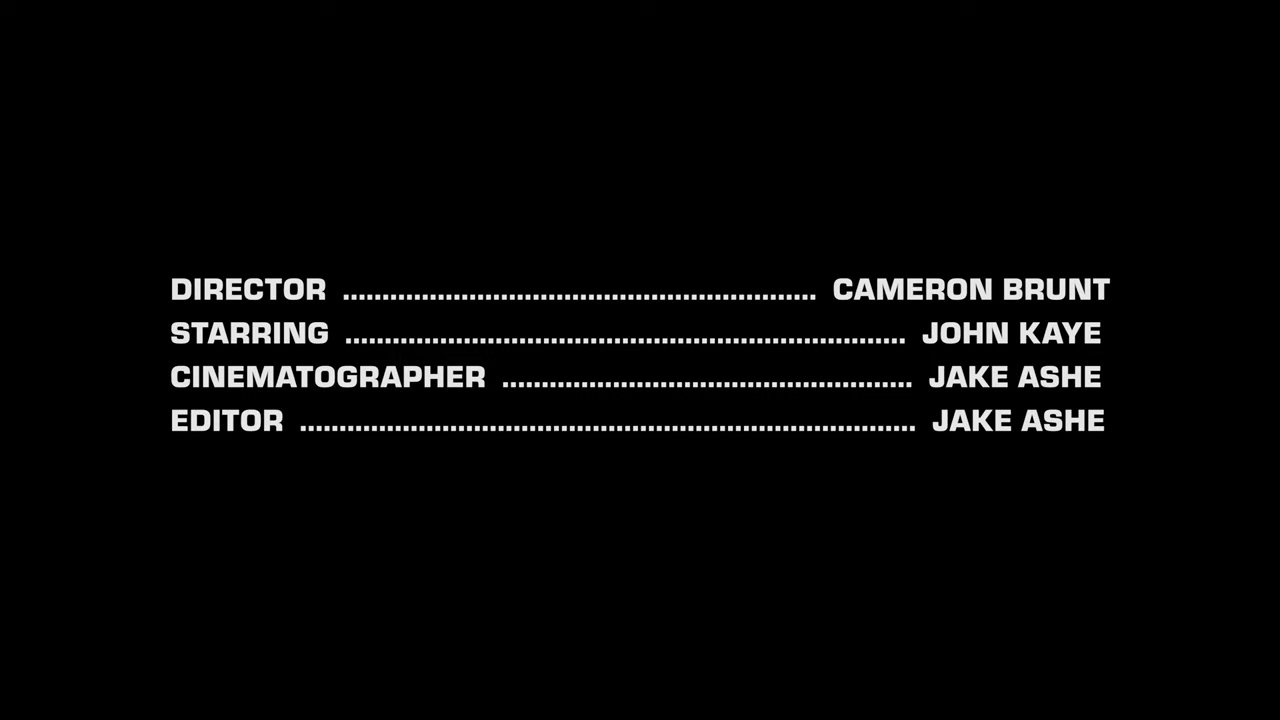 DIRECTOR ............................................................ CAMERON BRUNT
STARRING ....................................................................... JOHN KAYE
CINEMATOGRAPHER .................................................... JAKE ASHE
EDITOR .............................................................................. JAKE ASHE